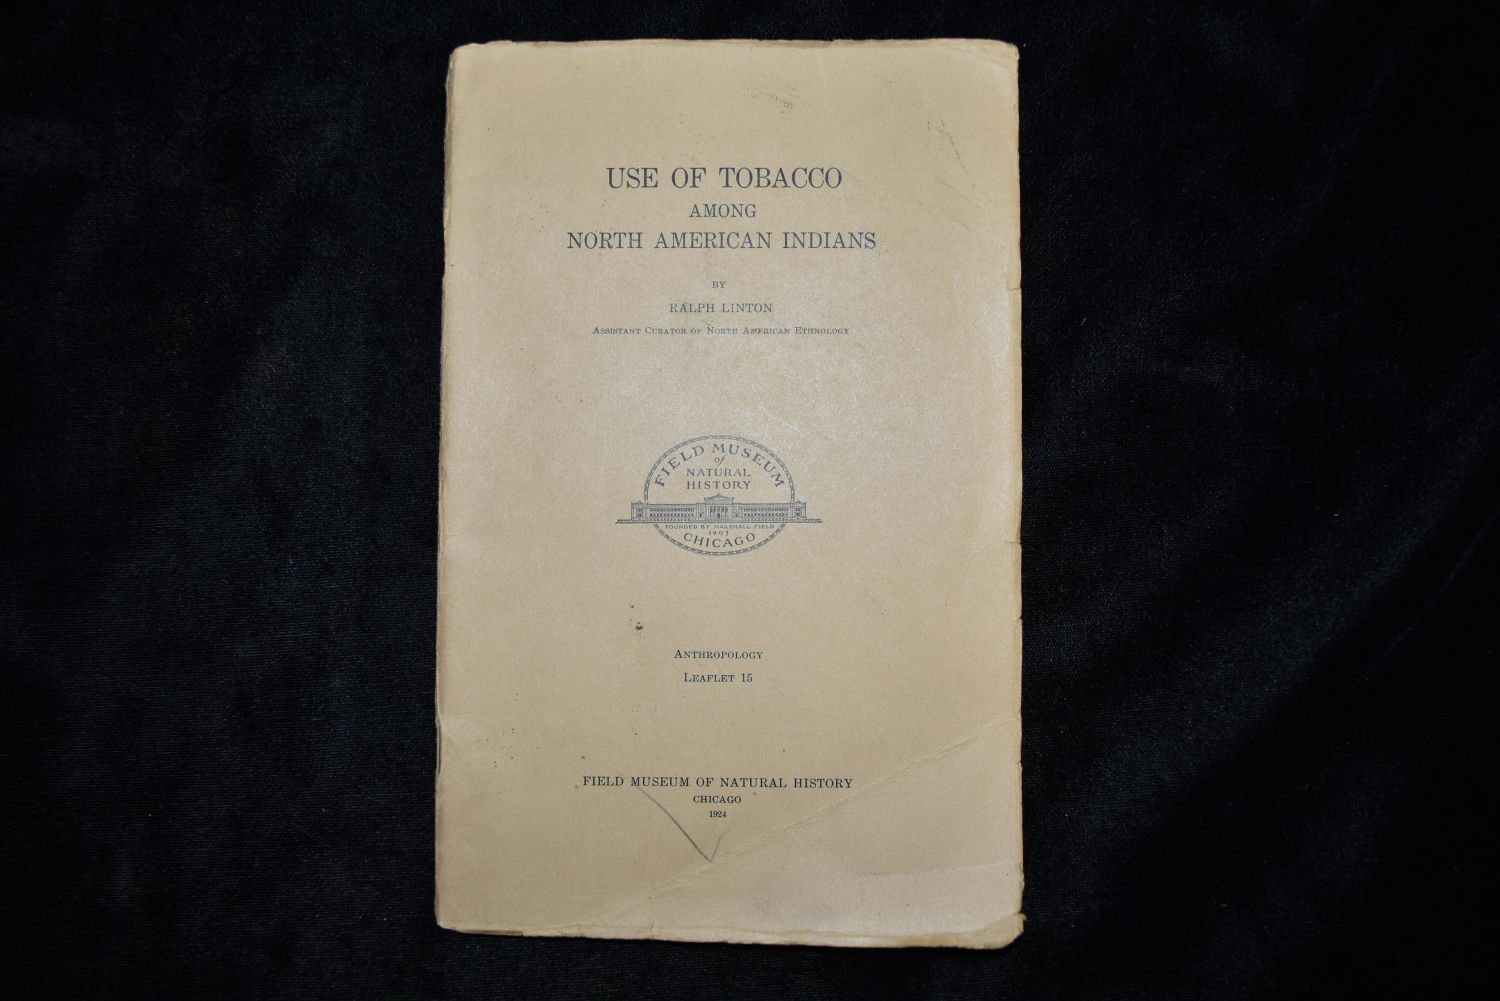 USE OF TOBACCO
AMONG
NORTH AMERICAN INDIANS
BY
RALPH LINTON
ASSISTANT CURATOR OF NORTH AMERICAN ETHNOLOGY
FIELD MUSEUM
of
NATURAL
HISTORY
FOUNDED BY MARSHALL FIELD
1893
CHICAGO
ANTHROPOLOGY
LEAFLET 15
FIELD MUSEUM OF NATURAL HISTORY
CHICAGO
1924